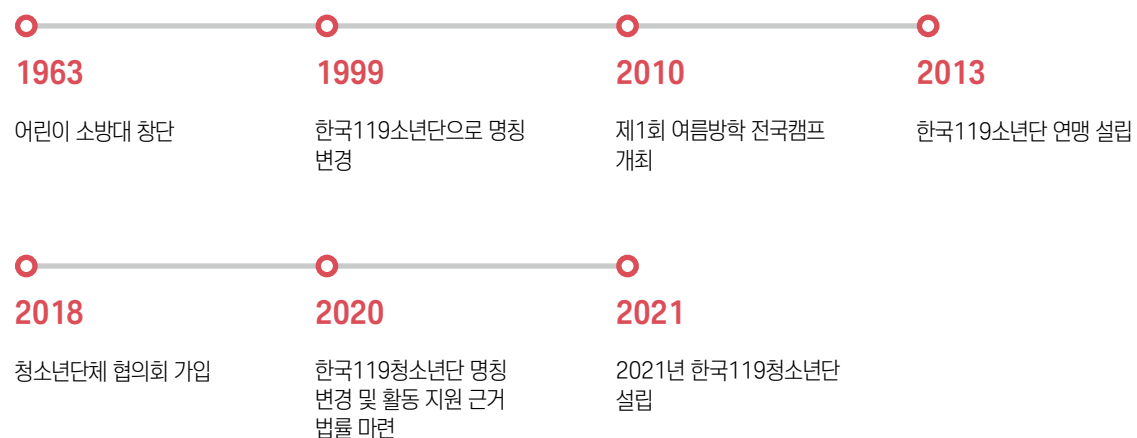 1963
1999
2010
2013
어린이 소방대 창단
한국119소년단으로 명칭
변경
제1회 여름방학 전국캠프
개최
한국119소년단 연맹 설립
2018
2020
2021
청소년단체 협의회 가입
한국119청소년단 명칭
변경 및 활동 지원 근거
법률 마련
2021년 한국119청소년단
설립